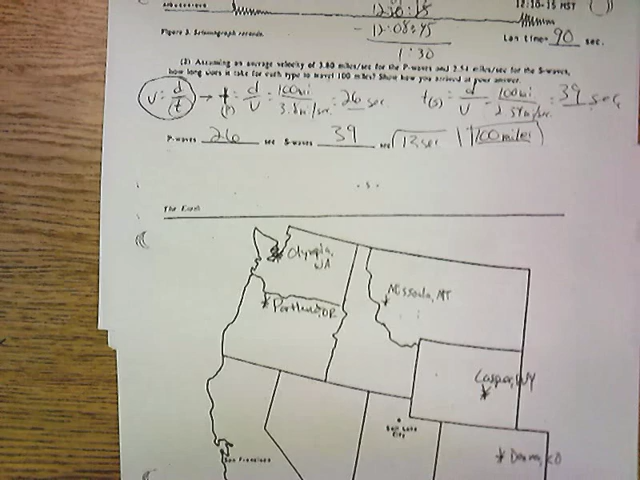 Albuquerque 12:10:15 12:10:15 MST
- 12:08:45
Figure 3. Seismograph records. 1:30 Lag time= 90 sec.
(2) Assuming an average velocity of 3.80 miles/sec for the P-waves and 2.54 miles/sec for the S-waves,
how long does it take for each type to travel 100 miles? Show how you arrived at your answer.
v = d/t → t(p) = d/v = 100mi/3.8mi/sec. = 26 sec. t(s) = d/v = 100mi/2.54mi/sec. = 39 sec.
P-waves 26 sec S-waves 39 sec 13 sec 100 miles
- 5 -
The Earth
Olympia, WA
Missoula, MT
Portland, OR
Casper, WY
Salt Lake
City
San Francisco